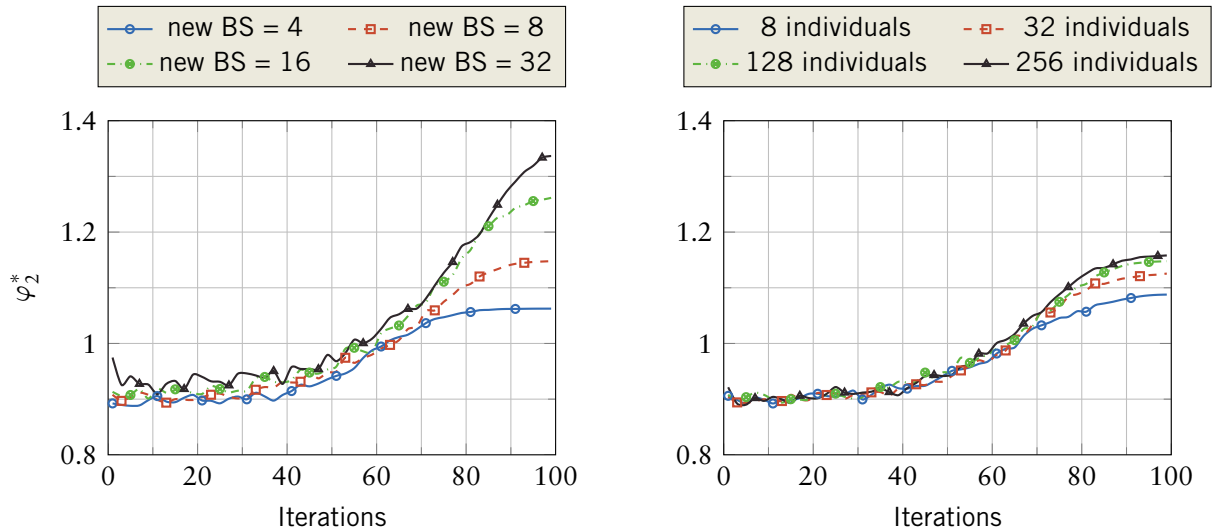 new BS = 4 new BS = 8
new BS = 16 new BS = 32
8 individuals 32 individuals
128 individuals 256 individuals
1.4
1.2
1
0.8
φ₂*
0 20 40 60 80 100
Iterations
1.4
1.2
1
0.8
0 20 40 60 80 100
Iterations